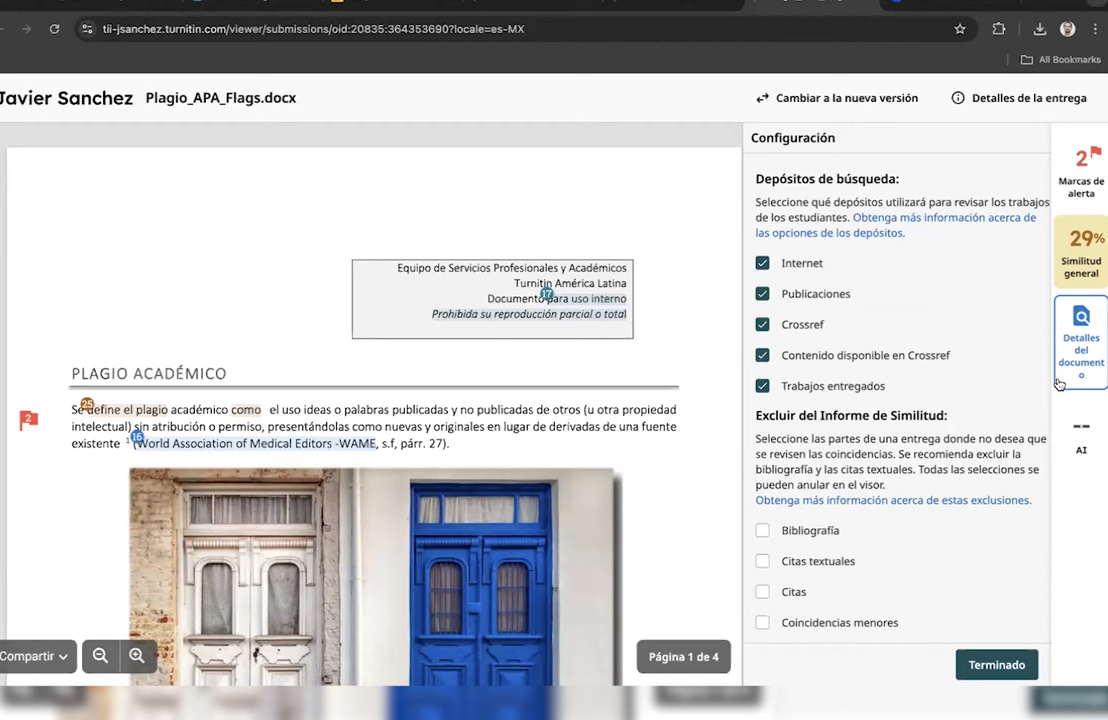 tii-jsanchez.turnitin.com/viewer/submissions/oid:20835:364353690?locale=es-MX
All Bookmarks
Javier Sanchez Plagio_APA_Flags.docx
Cambiar a la nueva versión
Detalles de la entrega
Equipo de Servicios Profesionales y Académicos
Turnitin América Latina
17
Documento para uso interno
Prohibida su reproducción parcial o total
PLAGIO ACADÉMICO
25
2
Se define el plagio académico como el uso ideas o palabras publicadas y no publicadas de otros (u otra propiedad
intelectual) sin atribución o permiso, presentándolas como nuevas y originales en lugar de derivadas de una fuente
16
existente ¹ (World Association of Medical Editors -WAME, s.f, párr. 27).
Compartir
Página 1 de 4
Configuración
Depósitos de búsqueda:
Seleccione qué depósitos utilizará para revisar los trabajos
de los estudiantes. Obtenga más información acerca de
las opciones de los depósitos.
Internet
Publicaciones
Crossref
Contenido disponible en Crossref
Trabajos entregados
Excluir del Informe de Similitud:
Seleccione las partes de una entrega donde no desea que
se revisen las coincidencias. Se recomienda excluir la
bibliografía y las citas textuales. Todas las selecciones se
pueden anular en el visor.
Obtenga más información acerca de estas exclusiones.
Bibliografía
Citas textuales
Citas
Coincidencias menores
Terminado
2
Marcas de
alerta
29%
Similitud
general
Detalles
del
document
o
--
AI